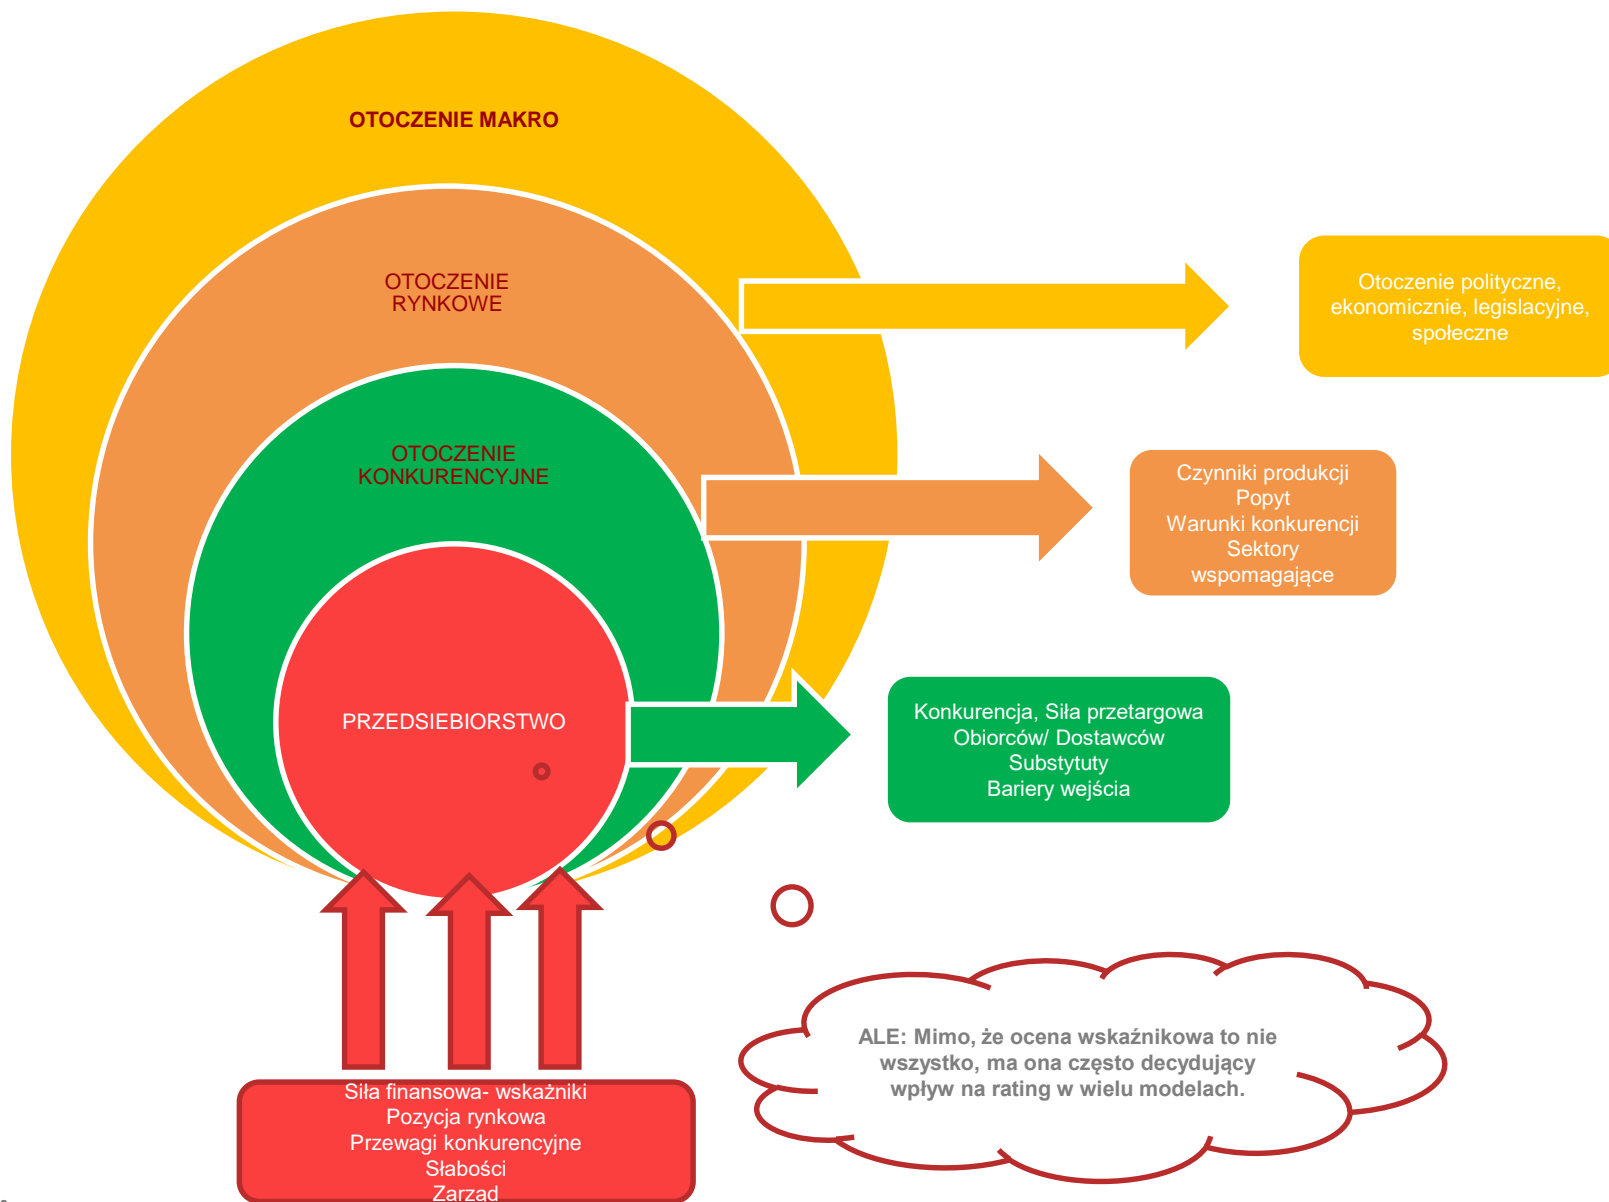 OTOCZENIE MAKRO
OTOCZENIE
RYNKOWE
OTOCZENIE
KONKURENCYJNE
PRZEDSIEBIORSTWO
Otoczenie polityczne,
ekonomicznie, legislacyjne,
społeczne
Czynniki produkcji
Popyt
Warunki konkurencji
Sektory
wspomagające
Konkurencja, Siła przetargowa
Obiorców/ Dostawców
Substytuty
Bariery wejścia
ALE: Mimo, że ocena wskaźnikowa to nie
wszystko, ma ona często decydujący
wpływ na rating w wielu modelach.
Siła finansowa- wskaźniki
Pozycja rynkowa
Przewagi konkurencyjne
Słabości
Zarząd